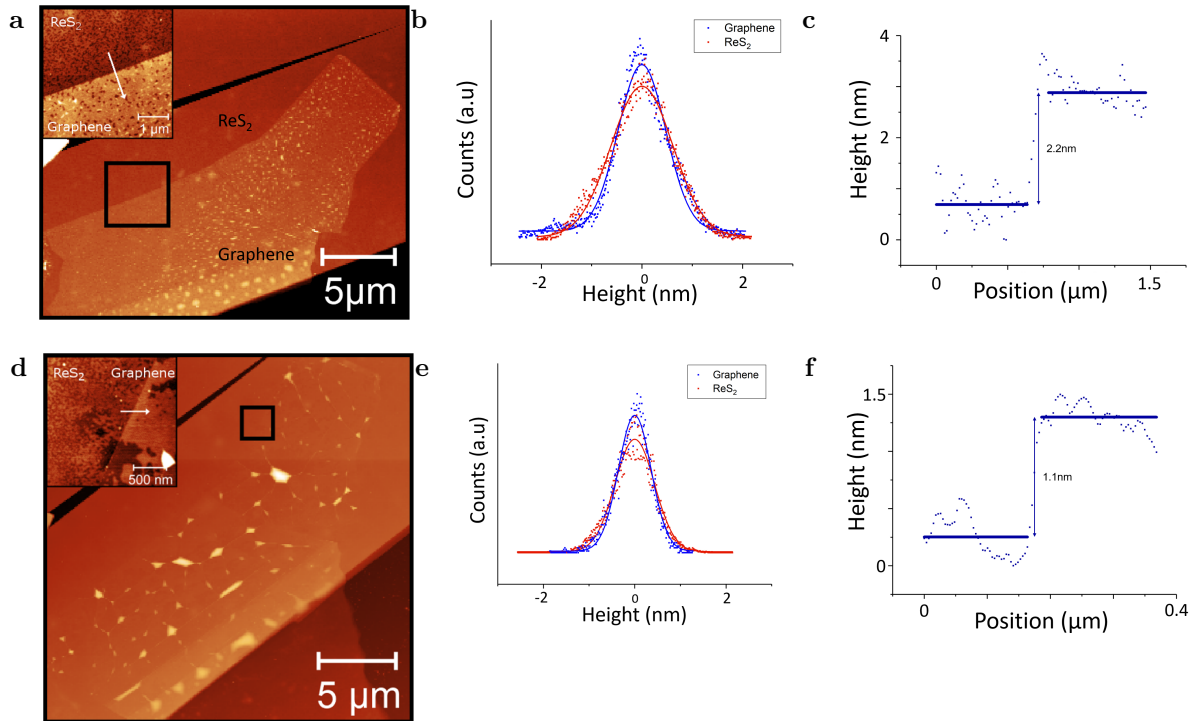 a
ReS₂
Graphene
1 µm
ReS₂
Graphene
5µm
b
Counts (a.u)
Graphene
ReS₂
-2
0
2
Height (nm)
c
Height (nm)
4
2
0
2.2nm
0
1.5
Position (µm)
d
ReS₂ Graphene
500 nm
5 µm
e
Counts (a.u)
Graphene
ReS₂
-2
0
2
Height (nm)
f
Height (nm)
1.5
0
1.1nm
0
0.4
Position (µm)